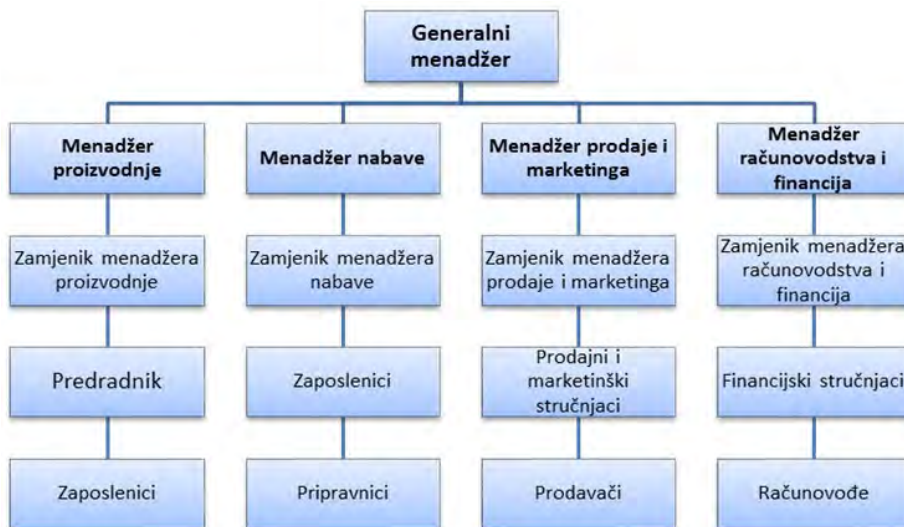 Generalni
menadžer
Menadžer
proizvodnje
Menadžer nabave
Menadžer prodaje i
marketinga
Menadžer
računovodstva i
financija
Zamjenik menadžera
proizvodnje
Zamjenik menadžera
nabave
Zamjenik menadžera
prodaje i marketinga
Zamjenik menadžera
računovodstva i
financija
Predradnik
Zaposlenici
Prodajni i
marketinški
stručnjaci
Financijski stručnjaci
Zaposlenici
Pripravnici
Prodavači
Računovođe